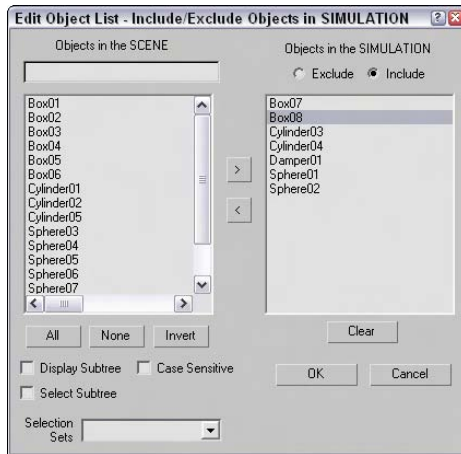 Edit Object List - Include/Exclude Objects in SIMULATION
Objects in the SCENE
Box01
Box02
Box03
Box04
Box05
Box06
Cylinder01
Cylinder02
Cylinder05
Sphere03
Sphere04
Sphere05
Sphere06
Sphere07
All
None
Invert
Display Subtree
Case Sensitive
Select Subtree
Selection
Sets
>
<
Objects in the SIMULATION
Exclude
Include
Box07
Box08
Cylinder03
Cylinder04
Damper01
Sphere01
Sphere02
Clear
OK
Cancel